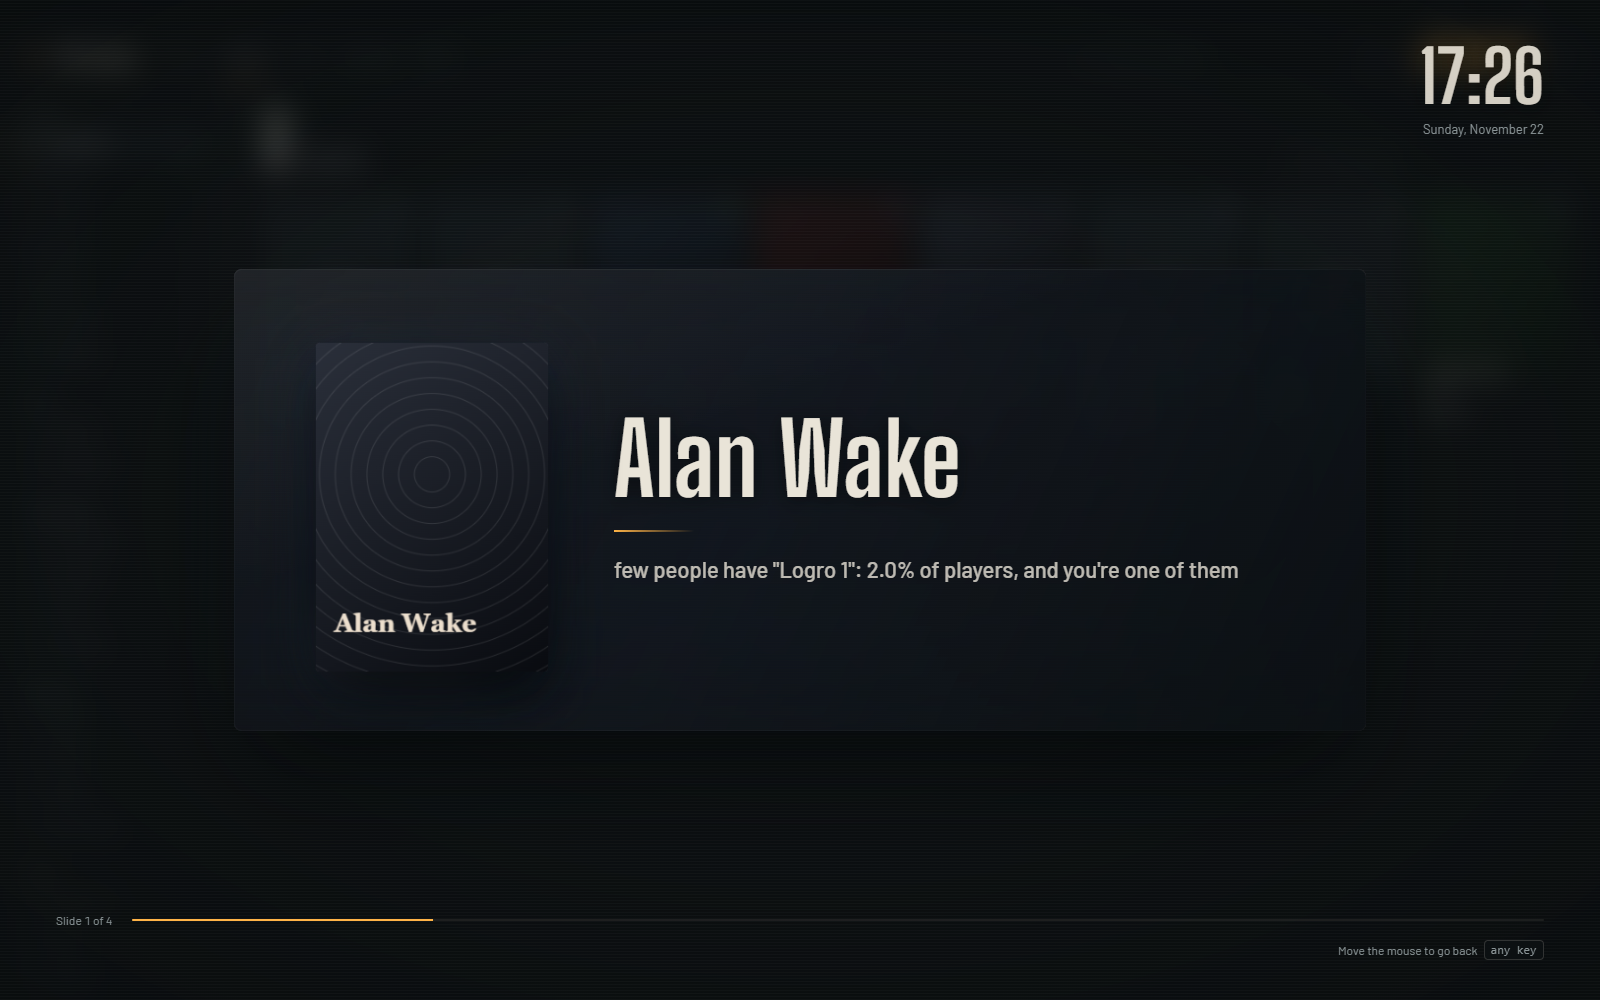 17:26
Sunday, November 22
Alan Wake
Alan Wake
few people have "Logro 1": 2.0% of players, and you're one of them
Slide 1 of 4
Move the mouse to go back any key